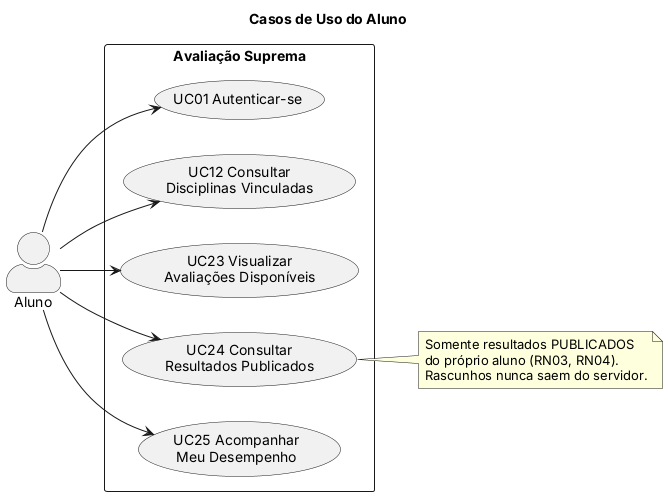 Casos de Uso do Aluno
Avaliação Suprema
UC01 Autenticar-se
UC12 Consultar
Disciplinas Vinculadas
UC23 Visualizar
Avaliações Disponíveis
Aluno
UC24 Consultar
Resultados Publicados
Somente resultados PUBLICADOS
do próprio aluno (RN03, RN04).
Rascunhos nunca saem do servidor.
UC25 Acompanhar
Meu Desempenho